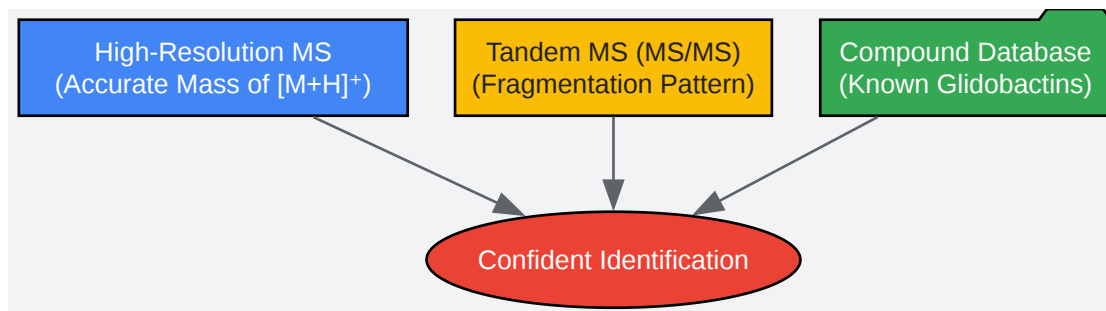 High-Resolution MS
(Accurate Mass of [M+H]⁺)
Tandem MS (MS/MS)
(Fragmentation Pattern)
Compound Database
(Known Glidobactins)
Confident Identification